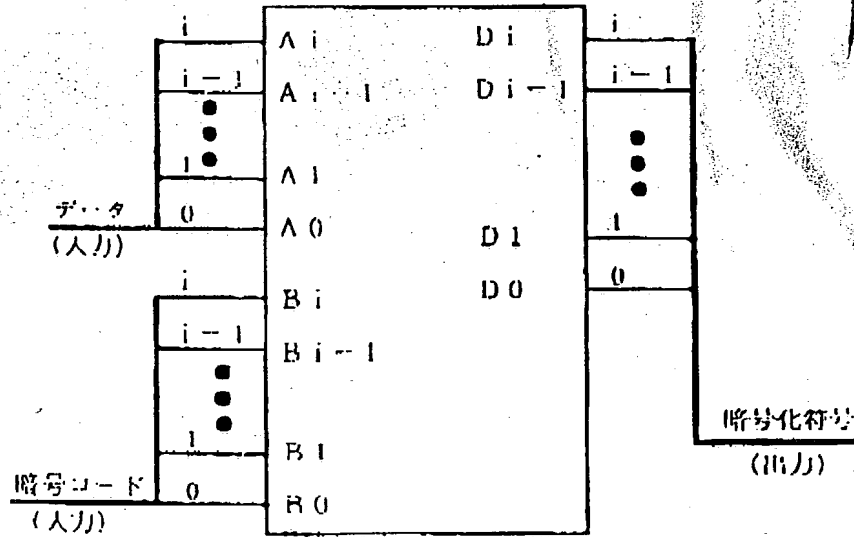 i
A i
D i
i
i－1
A i－1
D i－1
i－1
1
A 1
データ
0
A 0
(入力)
D 1
1
i
B i
D 0
0
i－1
B i－1
1
B 1
暗号化符号
(出力)
暗号コード
0
B 0
(入力)